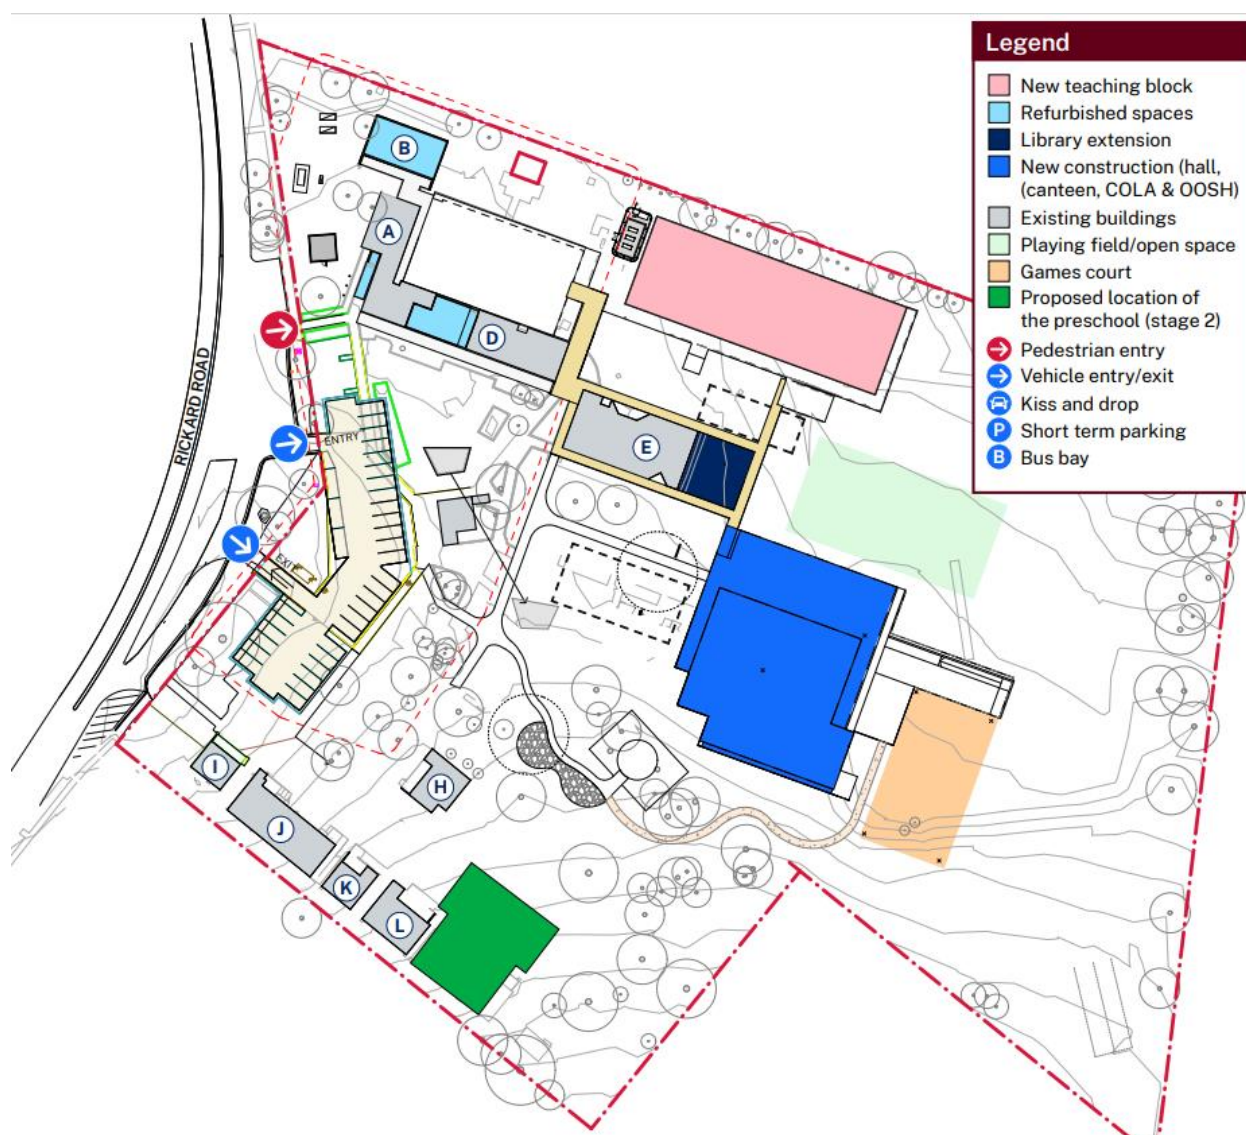 Legend
New teaching block
Refurbished spaces
Library extension
New construction (hall,
(canteen, COLA & OOSH)
Existing buildings
Playing field/open space
Games court
Proposed location of
the preschool (stage 2)
Pedestrian entry
Vehicle entry/exit
Kiss and drop
P Short term parking
B Bus bay
B
A
D
E
RICKARD ROAD
ENTRY
EXIT
I
H
J
K
L